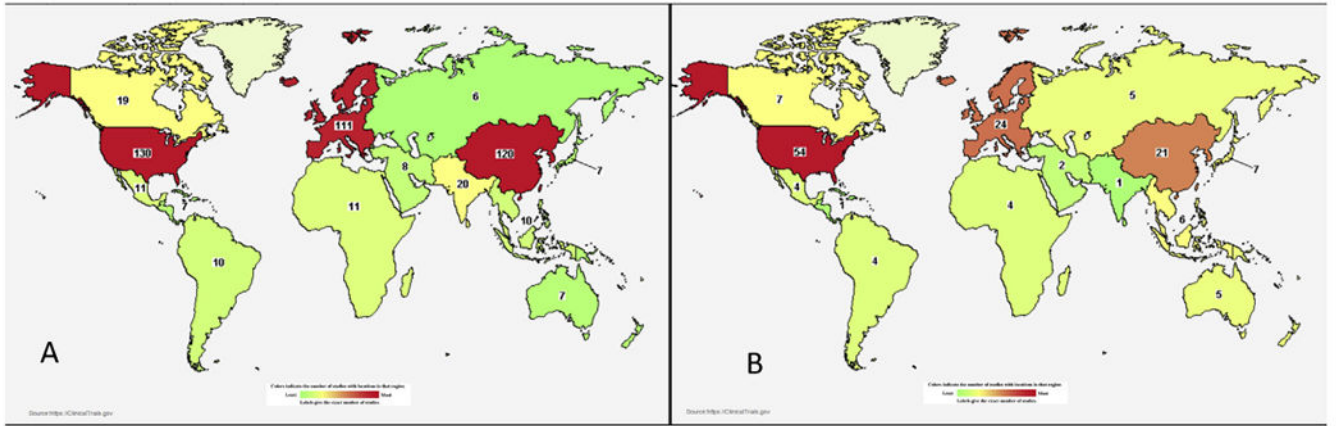 19
6
111
130
120
8
7
20
11
7
11
10
10
7
A
Colors indicate the number of studies with locations in that region
Least
Most
Labels give the exact number of studies
Source:https://ClinicalTrials.gov
7
5
24
54
21
2
7
4
1
1
4
6
4
5
B
Colors indicate the number of studies with locations in that region
Least
Most
Labels give the exact number of studies
Source:https://ClinicalTrials.gov